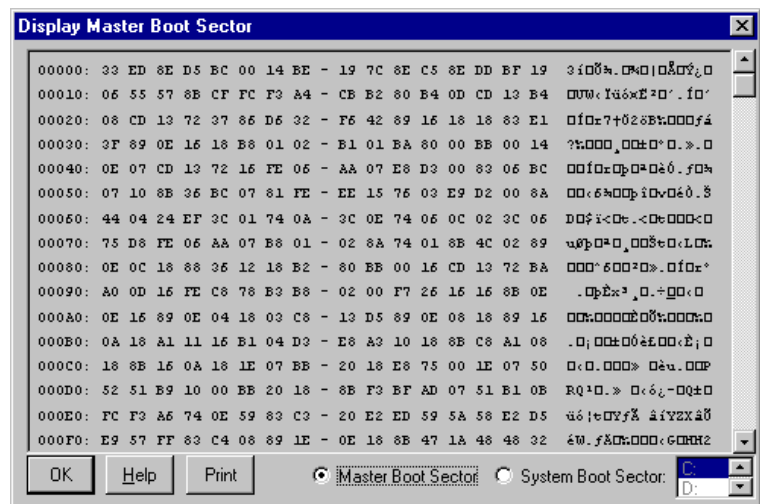 Display Master Boot Sector
00000: 33 ED 8E D5 BC 00 14 BE - 19 7C 8E C5 8E DD BF 19
00010: 06 55 57 8B CF FC F3 A4 - CB B2 80 B4 0D CD 13 B4
00020: 08 CD 13 72 37 86 D6 32 - F6 42 89 16 18 18 83 E1
00030: 3F 89 0E 16 18 B8 01 02 - B1 01 BA 80 00 BB 00 14
00040: 0E 07 CD 13 72 16 FE 06 - AA 07 E8 D3 00 83 06 BC
00050: 07 10 8B 36 BC 07 81 FE - EE 15 76 03 E9 D2 00 8A
00060: 44 04 24 EF 3C 01 74 0A - 3C 0E 74 06 0C 02 3C 06
00070: 75 D8 FE 06 AA 07 B8 01 - 02 8A 74 01 8B 4C 02 89
00080: 0E 0C 18 88 36 12 18 B2 - 80 BB 00 16 CD 13 72 BA
00090: A0 0D 16 FE C8 78 B3 B8 - 02 00 F7 26 16 16 8B 0E
000A0: 0E 16 89 0E 04 18 03 C8 - 13 D5 89 0E 08 18 89 16
000B0: 0A 18 A1 11 16 B1 04 D3 - E8 A3 10 18 8B C8 A1 08
000C0: 18 8B 16 0A 18 1E 07 BB - 20 18 E8 75 00 1E 07 50
000D0: 52 51 B9 10 00 BB 20 18 - 8B F3 BF AD 07 51 B1 0B
000E0: FC F3 A6 74 0E 59 83 C3 - 20 E2 ED 59 5A 58 E2 D5
000F0: E9 57 FF 83 C4 08 89 1E - 0E 18 8B 47 1A 48 48 32
OK Help Print Master Boot Sector System Boot Sector: C:
D: